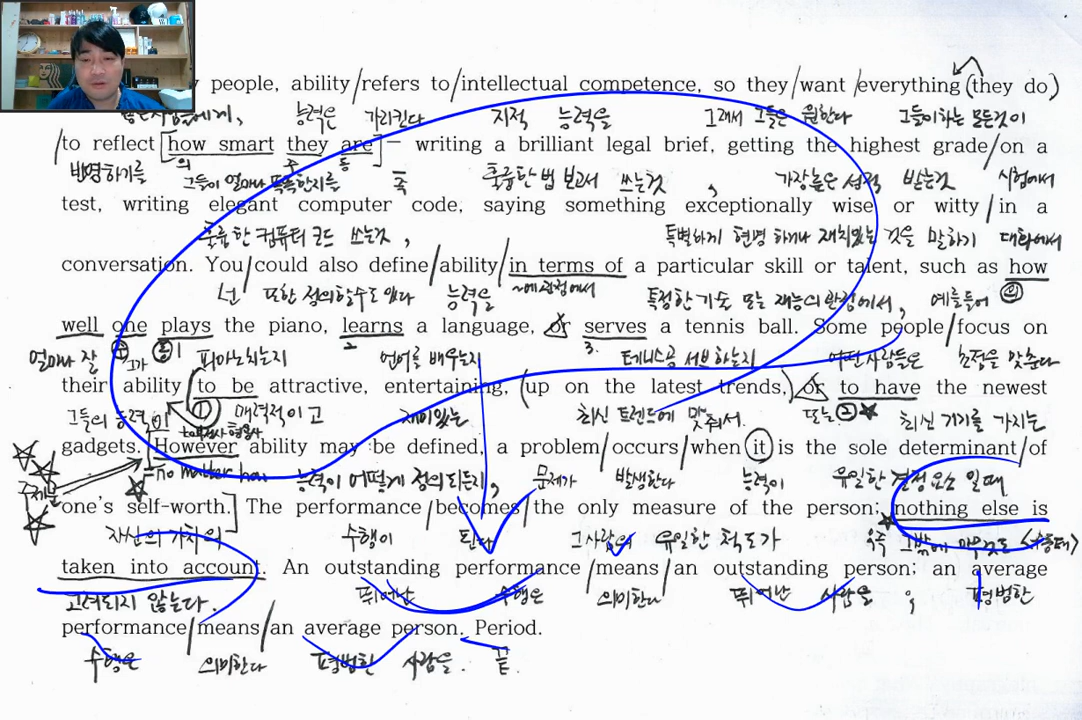 y people, ability/refers to/intellectual competence, so they/want/everything(they do)
능력은 가리킨다 지적 능력을 그래서 그들은 원한다 그들이하는 모든것이
/to reflect [how smart they are] - writing a brilliant legal brief, getting the highest grade/on a
반영하기를 의 주 동 그들이 얼마나 똑똑한지를 즉 훌륭한 법 보고서 쓰는것, 가장높은 성적 받는것 시험에서
test, writing elegant computer code, saying something exceptionally wise or witty/in a
훌륭한 컴퓨터 코드 쓰는것, 특별하게 현명 하거나 재치있는 것을 말하기 대화에서
conversation. You/could also define/ability/in terms of a particular skill or talent, such as how
넌 또한 정의할수도 있다 능력을 ~에 관점에서 특정한 기술 또는 재능의 관점에서, 예를들어 의
well one plays the piano, learns a language, or serves a tennis ball. Some people/focus on
얼마나 잘 1 피아노치는지 2 언어를 배우는지 3. 테니스공 서브하는지 어떤 사람들은 초점을 맞춘다
their ability to be attractive, entertaining, (up on the latest trends,) or to have the newest
그들의 능력 ① 매력적이고 재미있는 최신 트렌드에 맞춰서. 또는 ② 최신 기기를 가지는
gadgets. [However ability may be defined, a problem/occurs/when it is the sole determinant/of
=no matter how 능력이 어떻게 정의 되든지, 문제가 발생한다 능력이 유일한 결정요소 일때
one's self-worth.] The performance/becomes/the only measure of the person; nothing else is
자신의 가치의 수행이 된다 그사람의 유일한 척도가
taken into account. An outstanding performance/means/an outstanding person; an average
고려되지 않는다. 뛰어난 수행은 의미한다 뛰어난 사람을 ; 평범한
performance/means/an average person. Period.
수행은 의미한다 평범한 사람을. 끝.